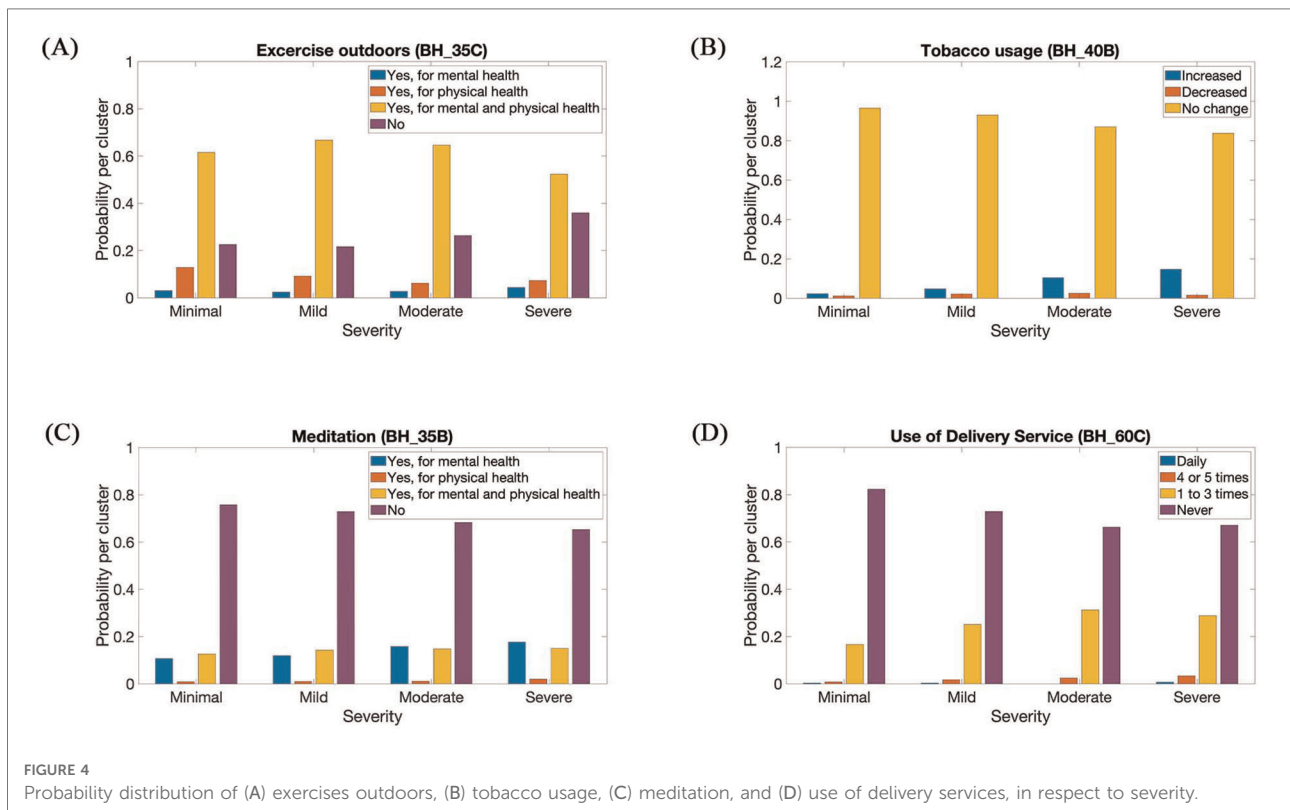 (A)
Excercise outdoors (BH_35C)
1
0.8
0.6
0.4
0.2
0
Probability per cluster
Yes, for mental health
Yes, for physical health
Yes, for mental and physical health
No
Minimal Mild Moderate Severe
Severity
(B)
Tobacco usage (BH_40B)
1.2
1
0.8
0.6
0.4
0.2
0
Probability per cluster
Increased
Decreased
No change
Minimal Mild Moderate Severe
Severity
(C)
Meditation (BH_35B)
1
0.8
0.6
0.4
0.2
0
Probability per cluster
Yes, for mental health
Yes, for physical health
Yes, for mental and physical health
No
Minimal Mild Moderate Severe
Severity
(D)
Use of Delivery Service (BH_60C)
1
0.8
0.6
0.4
0.2
0
Probability per cluster
Daily
4 or 5 times
1 to 3 times
Never
Minimal Mild Moderate Severe
Severity
FIGURE 4
Probability distribution of (A) exercises outdoors, (B) tobacco usage, (C) meditation, and (D) use of delivery services, in respect to severity.